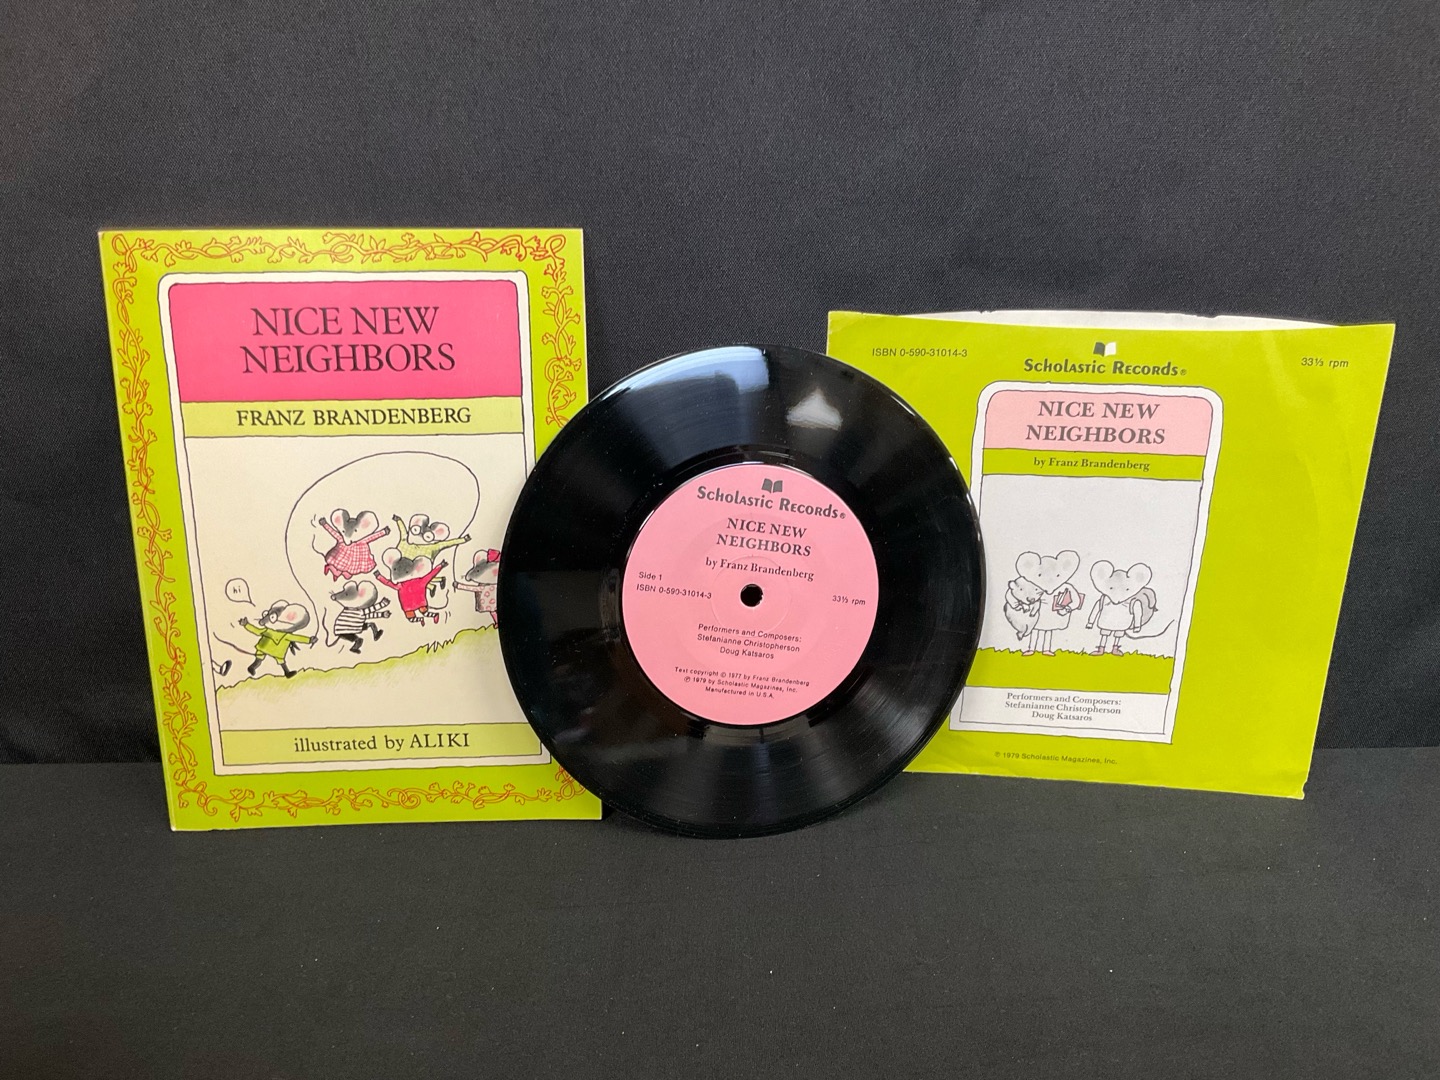 NICE NEW
NEIGHBORS
FRANZ BRANDENBERG
hi
illustrated by ALIKI
Scholastic Records®
NICE NEW
NEIGHBORS
by Franz Brandenberg
Side 1
ISBN 0-590-31014-3
33⅓ rpm
Performers and Composers:
Stefanianne Christopherson
Doug Katsaros
Text copyright © 1977 by Franz Brandenberg
℗ 1979 by Scholastic Magazines, Inc.
Manufactured in U.S.A.
ISBN 0-590-31014-3
Scholastic Records®
33⅓ rpm
NICE NEW
NEIGHBORS
by Franz Brandenberg
Performers and Composers:
Stefanianne Christopherson
Doug Katsaros
℗ 1979 Scholastic Magazines, Inc.